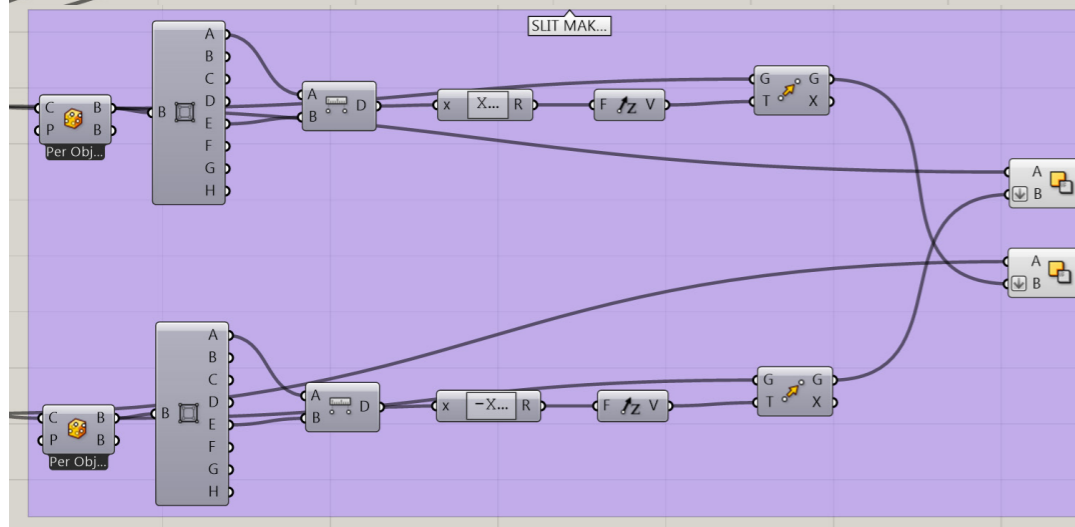 SLIT MAK...
A
B
C
D
E
F
G
H
B
C B
P B
Per Obj...
A D
B
x X... R
F Z V
G G
T X
A
B
A
B
A
B
C
D
E
F
G
H
B
C B
P B
Per Obj...
A D
B
x -X... R
F Z V
G G
T X